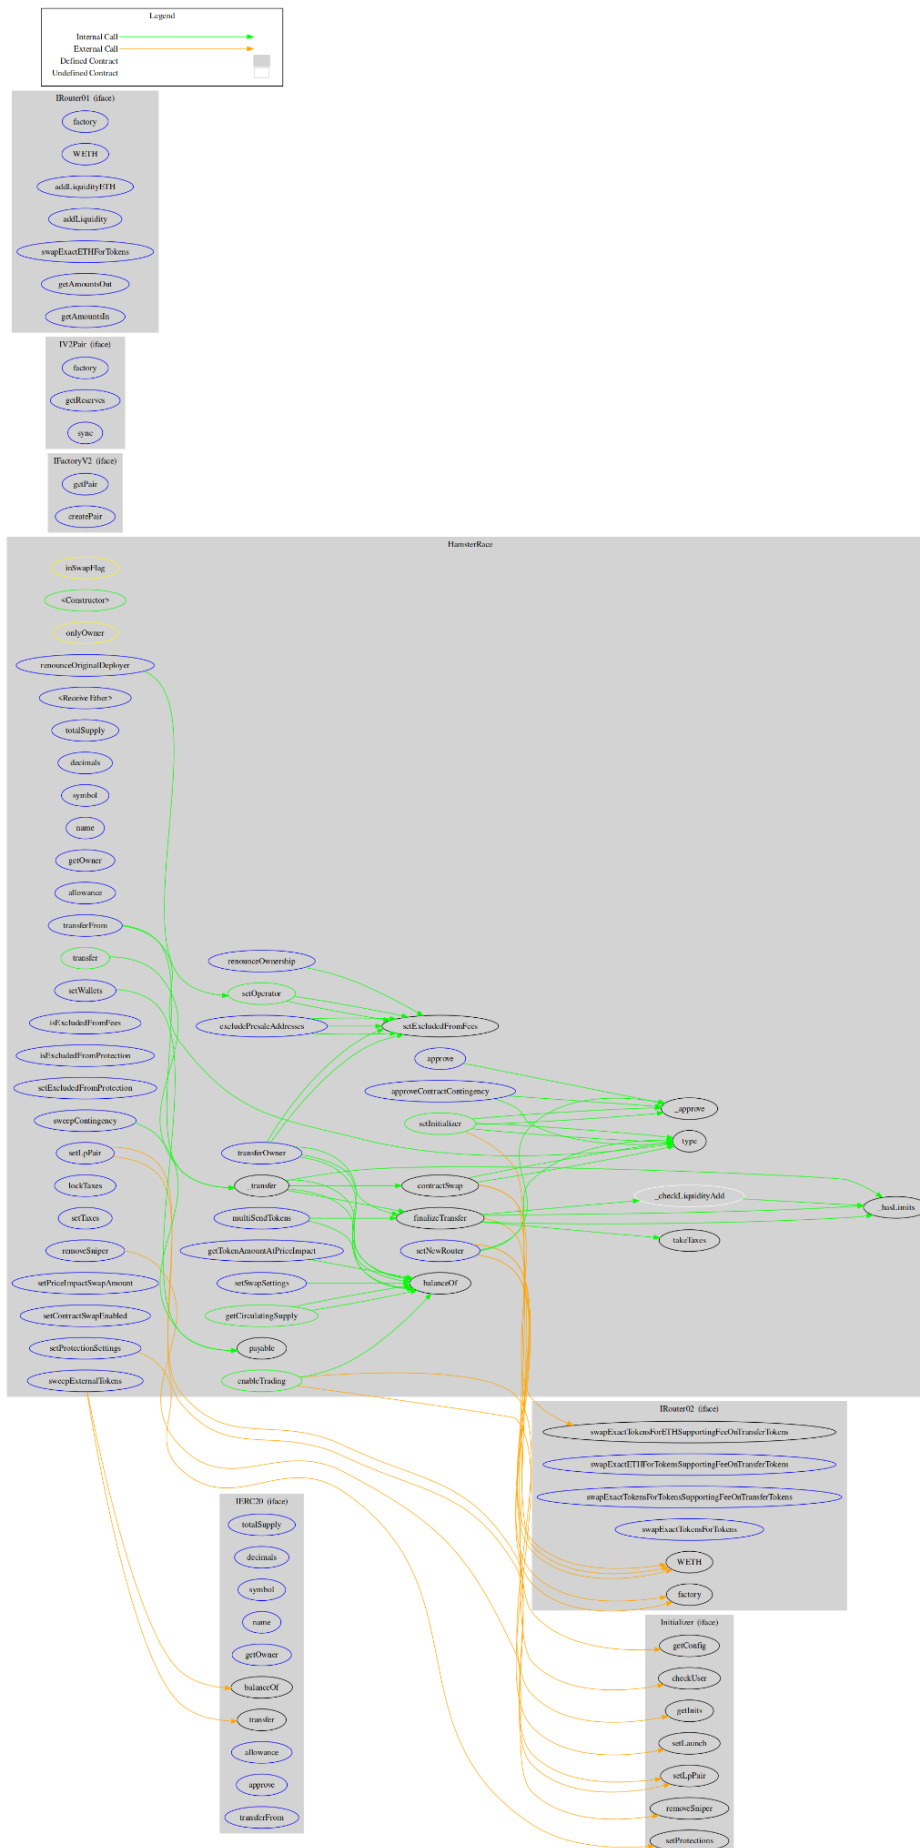 Legend
Internal Call
External Call
Defined Contract
Undefined Contract
IRouter01 (iface)
factory
WETH
addLiquidityETH
addLiquidity
swapExactETHForTokens
getAmountsOut
getAmountsIn
IV2Pair (iface)
factory
getReserves
sync
IFactoryV2 (iface)
getPair
createPair
HamsterRace
inSwapFlag
<Constructor>
onlyOwner
renounceOriginalDeployer
<Receive Ether>
totalSupply
decimals
symbol
name
getOwner
allowance
transferFrom
transfer
setWallets
isExcludedFromFees
isExcludedFromProtection
setExcludedFromProtection
sweepContingency
setLpPair
lockTaxes
setTaxes
removeSniper
setPriceImpactSwapAmount
setContractSwapEnabled
setProtectionSettings
sweepExternalTokens
renounceOwnership
setOperator
excludePresaleAddresses
transferOwner
_transfer
multiSendTokens
getTokenAmountAtPriceImpact
setSwapSettings
getCirculatingSupply
payable
enableTrading
setExcludedFromFees
approve
approveContractContingency
setInitializer
contractSwap
finalizeTransfer
setNewRouter
balanceOf
_approve
type
_checkLiquidityAdd
takeTaxes
_hasLimits
IRouter02 (iface)
swapExactTokensForETHSupportingFeeOnTransferTokens
swapExactETHForTokensSupportingFeeOnTransferTokens
swapExactTokensForTokensSupportingFeeOnTransferTokens
swapExactTokensForTokens
WETH
factory
IERC20 (iface)
totalSupply
decimals
symbol
name
getOwner
balanceOf
transfer
allowance
approve
transferFrom
Initializer (iface)
getConfig
checkUser
getInits
setLaunch
setLpPair
removeSniper
setProtections